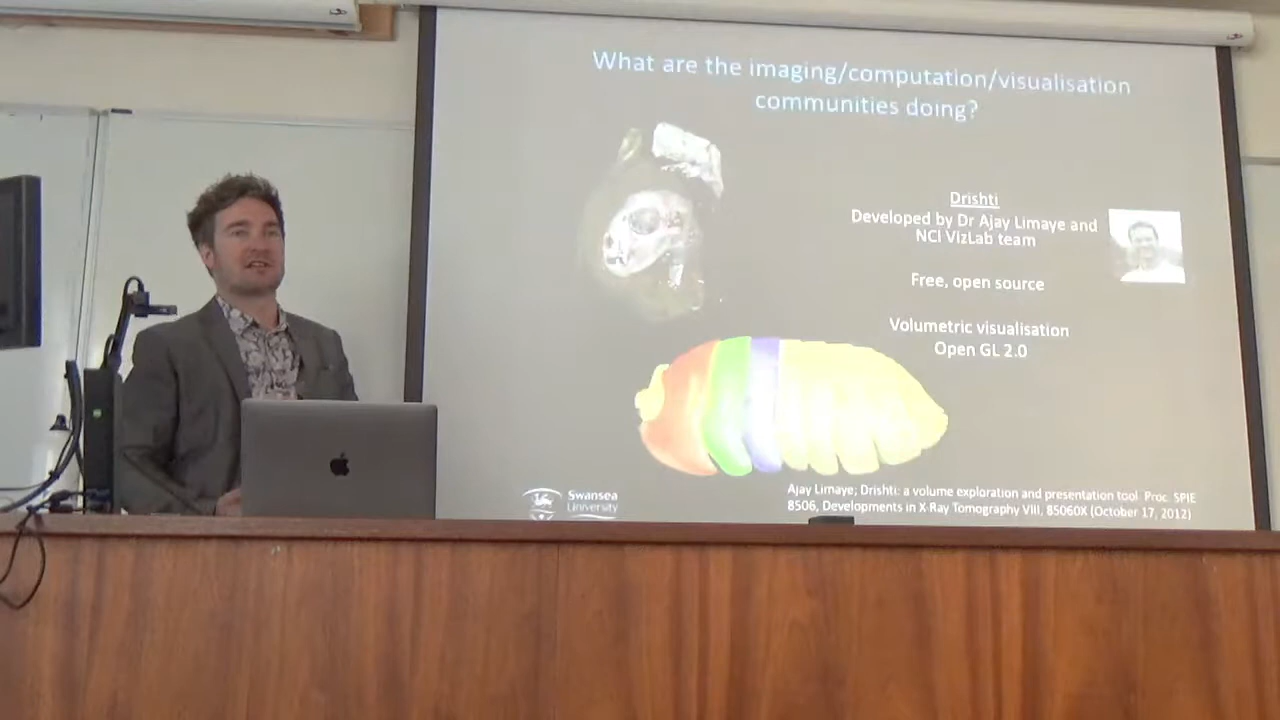 What are the imaging/computation/visualisation
communities doing?
Drishti
Developed by Dr Ajay Limaye and
NCI VizLab team
Free, open source
Volumetric visualisation
Open GL 2.0
Swansea
University
Ajay Limaye; Drishti: a volume exploration and presentation tool Proc. SPIE
8506, Developments in X-Ray Tomography VIII, 85060X (October 17, 2012)